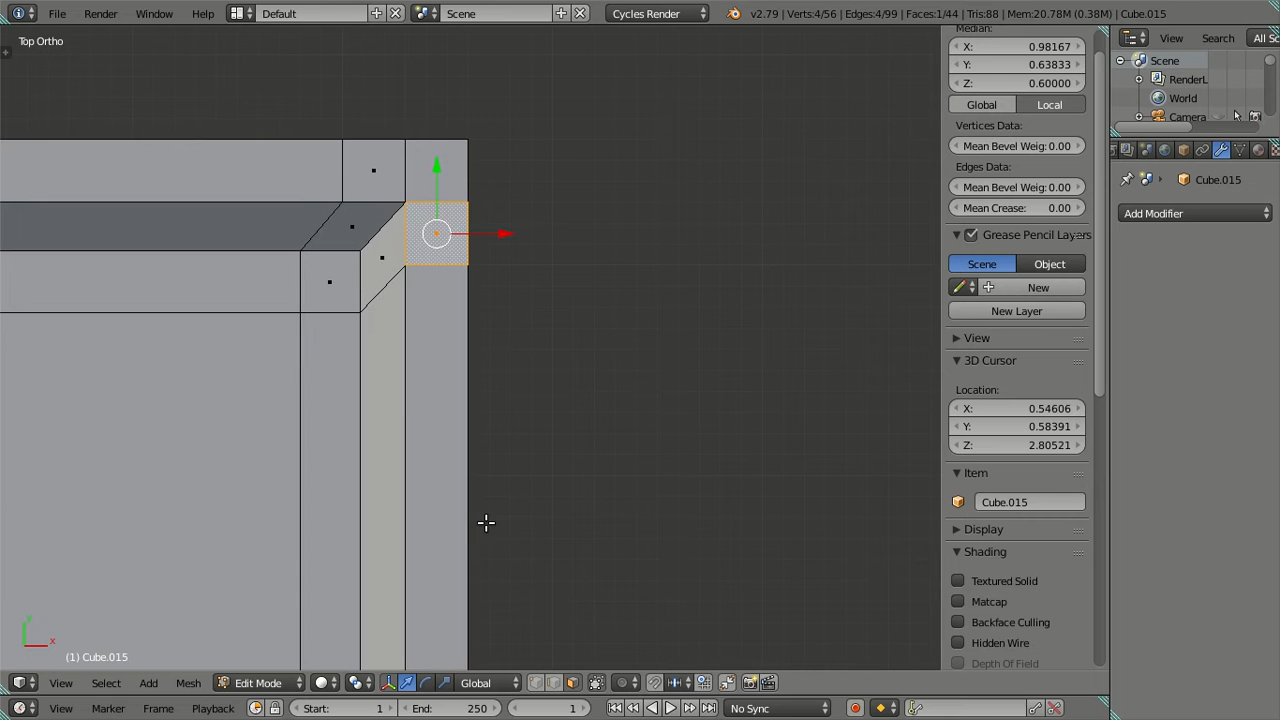 File Render Window Help Default Scene Cycles Render v2.79 | Verts:4/56 | Edges:4/99 | Faces:1/44 | Tris:88 | Mem:20.78M (0.38M) | Cube.015
Top Ortho
Median:
X: 0.98167
Y: 0.63833
Z: 0.60000
Global Local
Vertices Data:
Mean Bevel Weig: 0.00
Edges Data:
Mean Bevel Weig: 0.00
Mean Crease: 0.00
Grease Pencil Layers
Scene Object
New
New Layer
View
3D Cursor
Location:
X: 0.54606
Y: 0.58391
Z: 2.80521
Item
Cube.015
Display
Shading
Textured Solid
Matcap
Backface Culling
Hidden Wire
Depth Of Field
View Search All Sc
Scene
RenderL
World
Camera
Cube.015
Add Modifier
y
x
(1) Cube.015
View Select Add Mesh Edit Mode Global
View Marker Frame Playback Start: 1 End: 250 1 No Sync